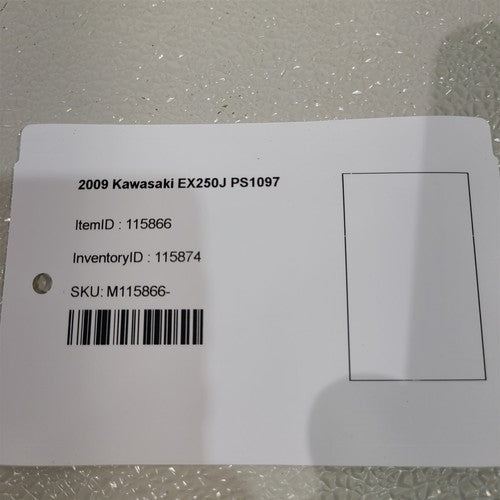 2009 Kawasaki EX250J PS1097
ItemID : 115866
InventoryID : 115874
SKU: M115866-